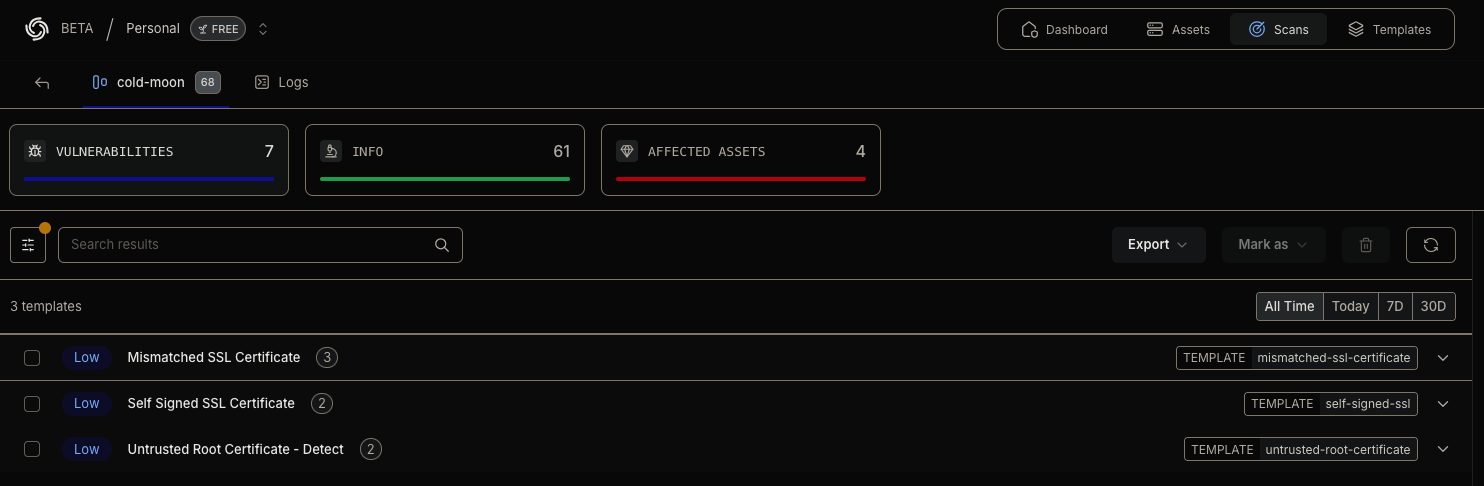 BETA / Personal FREE Dashboard Assets Scans Templates
cold-moon 68 Logs
VULNERABILITIES 7 INFO 61 AFFECTED ASSETS 4
Search results Export Mark as
3 templates All Time Today 7D 30D
Low Mismatched SSL Certificate 3 TEMPLATE mismatched-ssl-certificate
Low Self Signed SSL Certificate 2 TEMPLATE self-signed-ssl
Low Untrusted Root Certificate - Detect 2 TEMPLATE untrusted-root-certificate